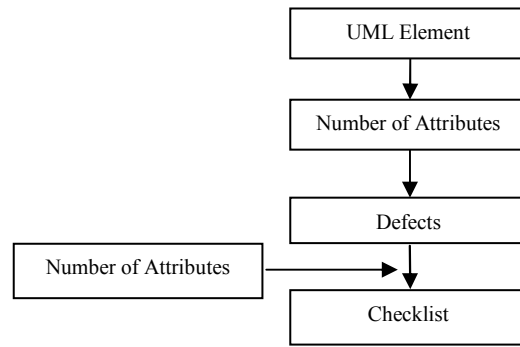 UML Element
Number of Attributes
Defects
Number of Attributes
Checklist